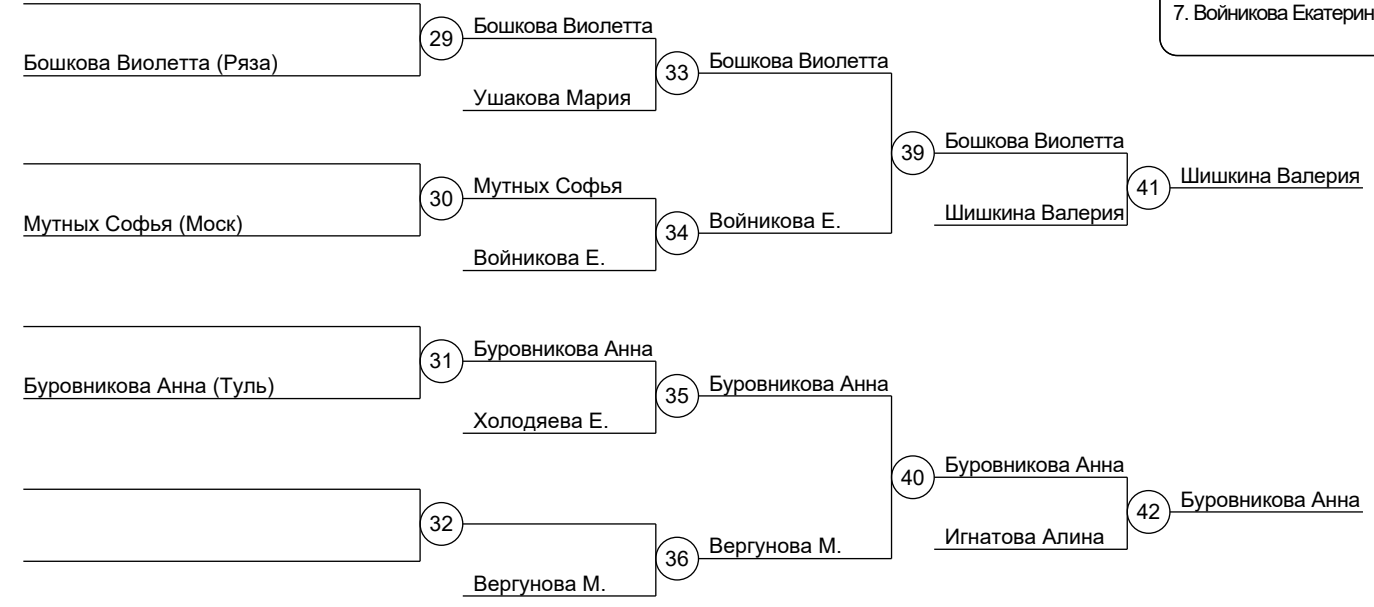 7. Войникова Екатерин
Бошкова Виолетта
29
Бошкова Виолетта (Ряза)
Бошкова Виолетта
33
Ушакова Мария
Бошкова Виолетта
39
Мутных Софья
Шишкина Валерия
41
30
Мутных Софья (Моск)
Войникова Е.
Шишкина Валерия
34
Войникова Е.
Буровникова Анна
31
Буровникова Анна (Туль)
Буровникова Анна
35
Холодяева Е.
Буровникова Анна
40
Буровникова Анна
42
32
Игнатова Алина
Вергунова М.
36
Вергунова М.